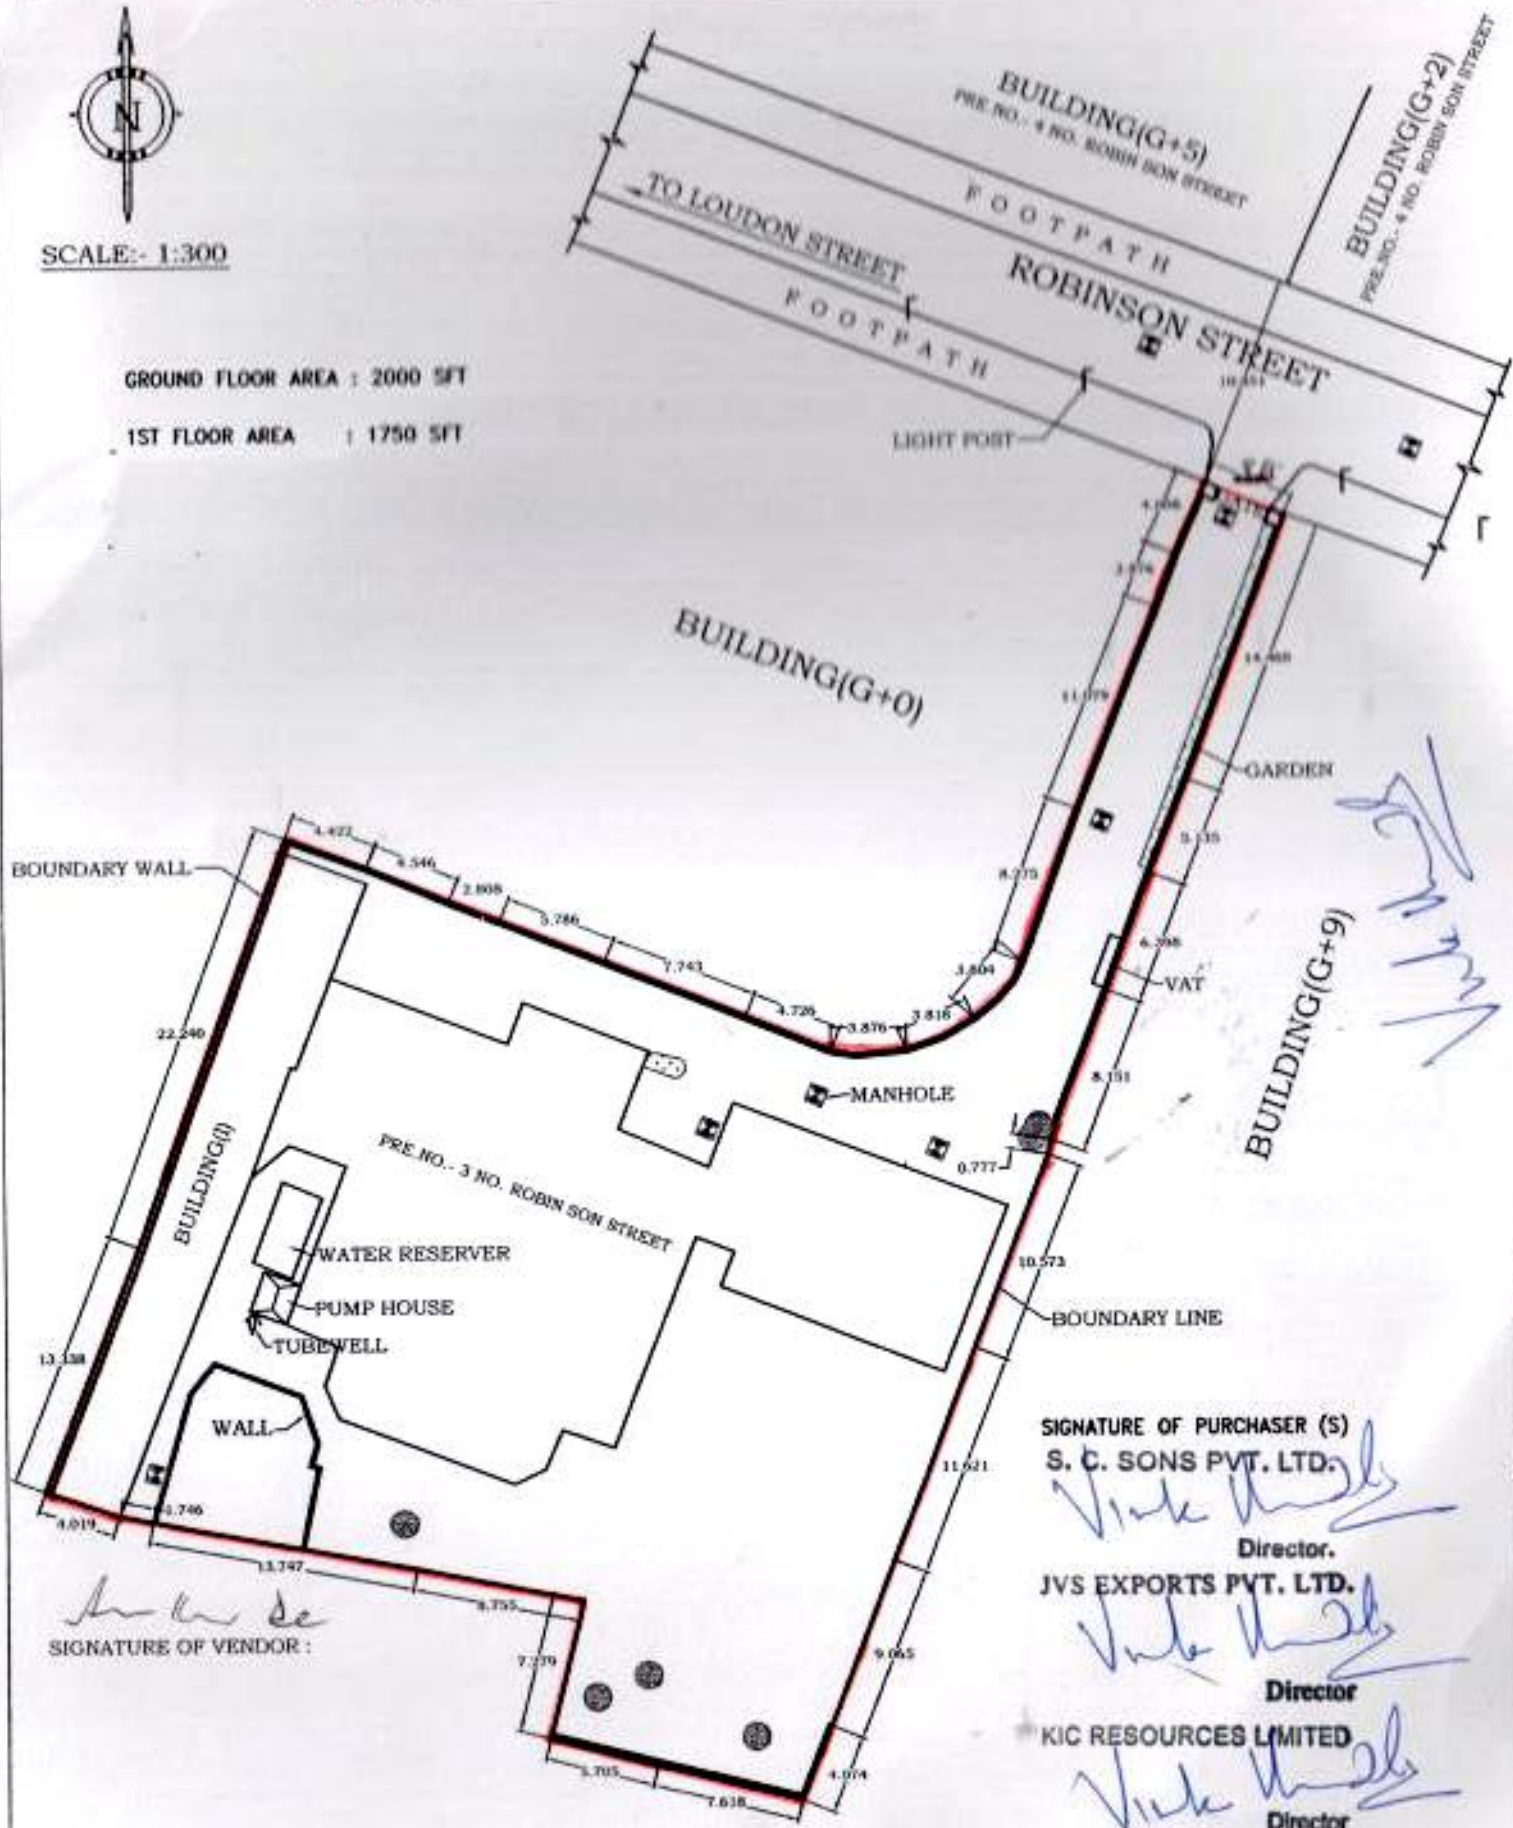 N
SCALE:- 1:300
GROUND FLOOR AREA : 2000 SFT
1ST FLOOR AREA : 1750 SFT
BUILDING(G+5)
PRE.NO.- 4 NO. ROBIN SON STREET
BUILDING(G+2)
PRE.NO.- 4 NO. ROBIN SON STREET
FOOTPATH
TO LOUDON STREET
ROBINSON STREET
FOOTPATH
LIGHT POST
BUILDING(G+0)
11.079
14.468
GARDEN
8.275
5.135
6.398
VAT
8.151
BUILDING(G+9)
BOUNDARY WALL
4.422
4.546
2.808
5.786
7.743
4.726
3.876
3.818
3.804
22.240
MANHOLE
0.777
BUILDING(1)
PRE.NO.- 3 NO. ROBIN SON STREET
WATER RESERVER
PUMP HOUSE
TUBEWELL
10.573
BOUNDARY LINE
13.338
WALL
11.621
1.746
4.019
13.747
8.755
7.279
9.065
5.705
7.618
4.074
SIGNATURE OF VENDOR :
SIGNATURE OF PURCHASER (S)
S. C. SONS PVT. LTD.
Director.
JVS EXPORTS PVT. LTD.
Director
KIC RESOURCES LIMITED
Director